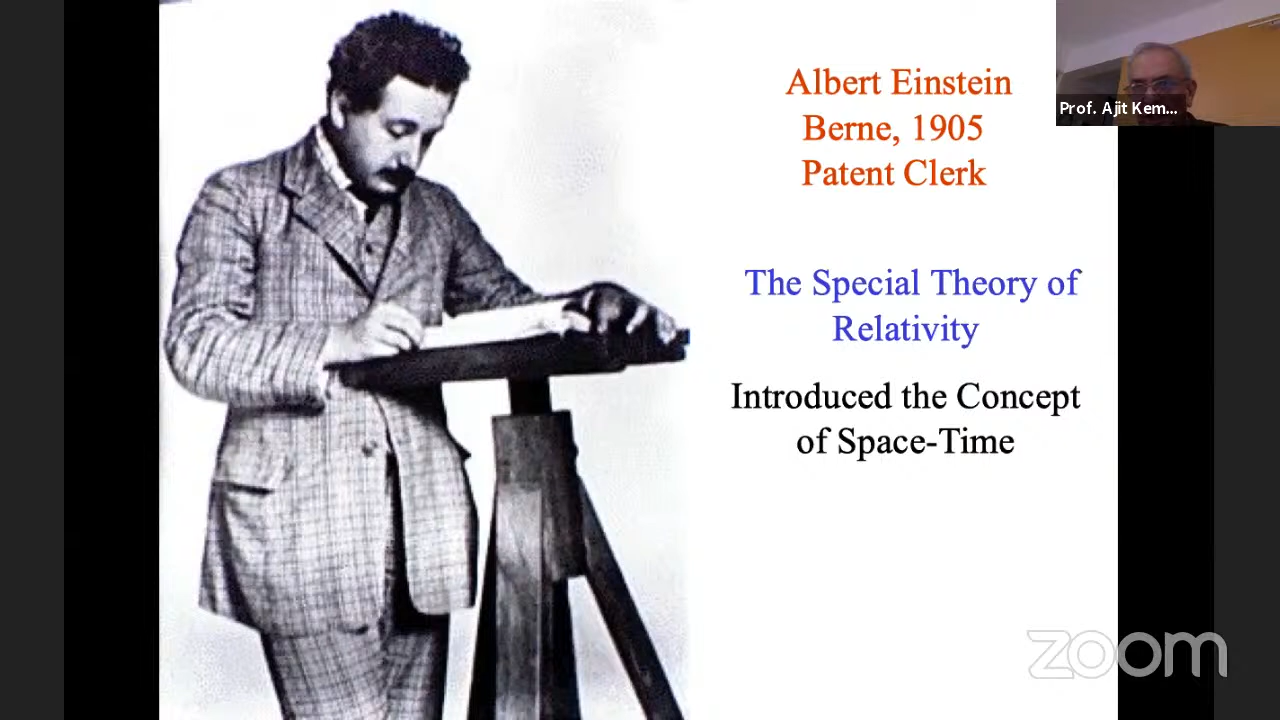 Albert Einstein
Berne, 1905
Patent Clerk
The Special Theory of
Relativity
Introduced the Concept
of Space-Time
Prof. Ajit Kem...
zoom